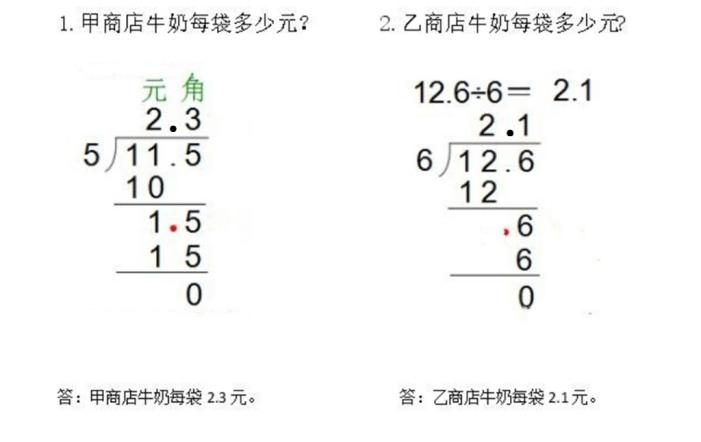 1. 甲商店牛奶每袋多少元？
元 角
2.3
5 11.5
10
1.5
1 5
0
答：甲商店牛奶每袋 2.3 元。
2. 乙商店牛奶每袋多少元?
12.6÷6＝ 2.1
2.1
6 12.6
12
.6
6
0
答：乙商店牛奶每袋 2.1 元。